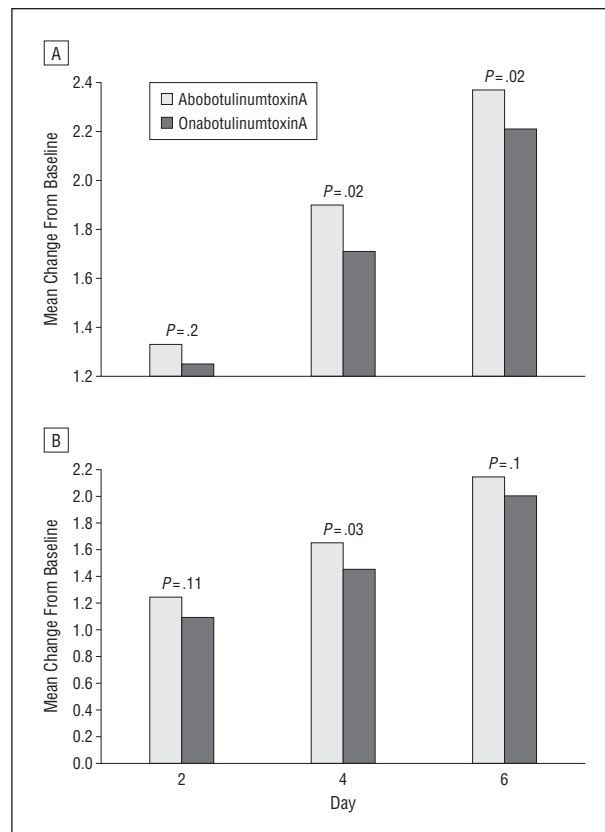 A
2.4
2.2
2.0
1.8
1.6
1.4
1.2
Mean Change From Baseline
AbobotulinumtoxinA
OnabotulinumtoxinA
P=.2
P=.02
P=.02
B
2.2
2.0
1.8
1.6
1.4
1.2
1.0
0.8
0.6
0.4
0.2
0.0
Mean Change From Baseline
P=.11
P=.03
P=.1
2 4 6
Day